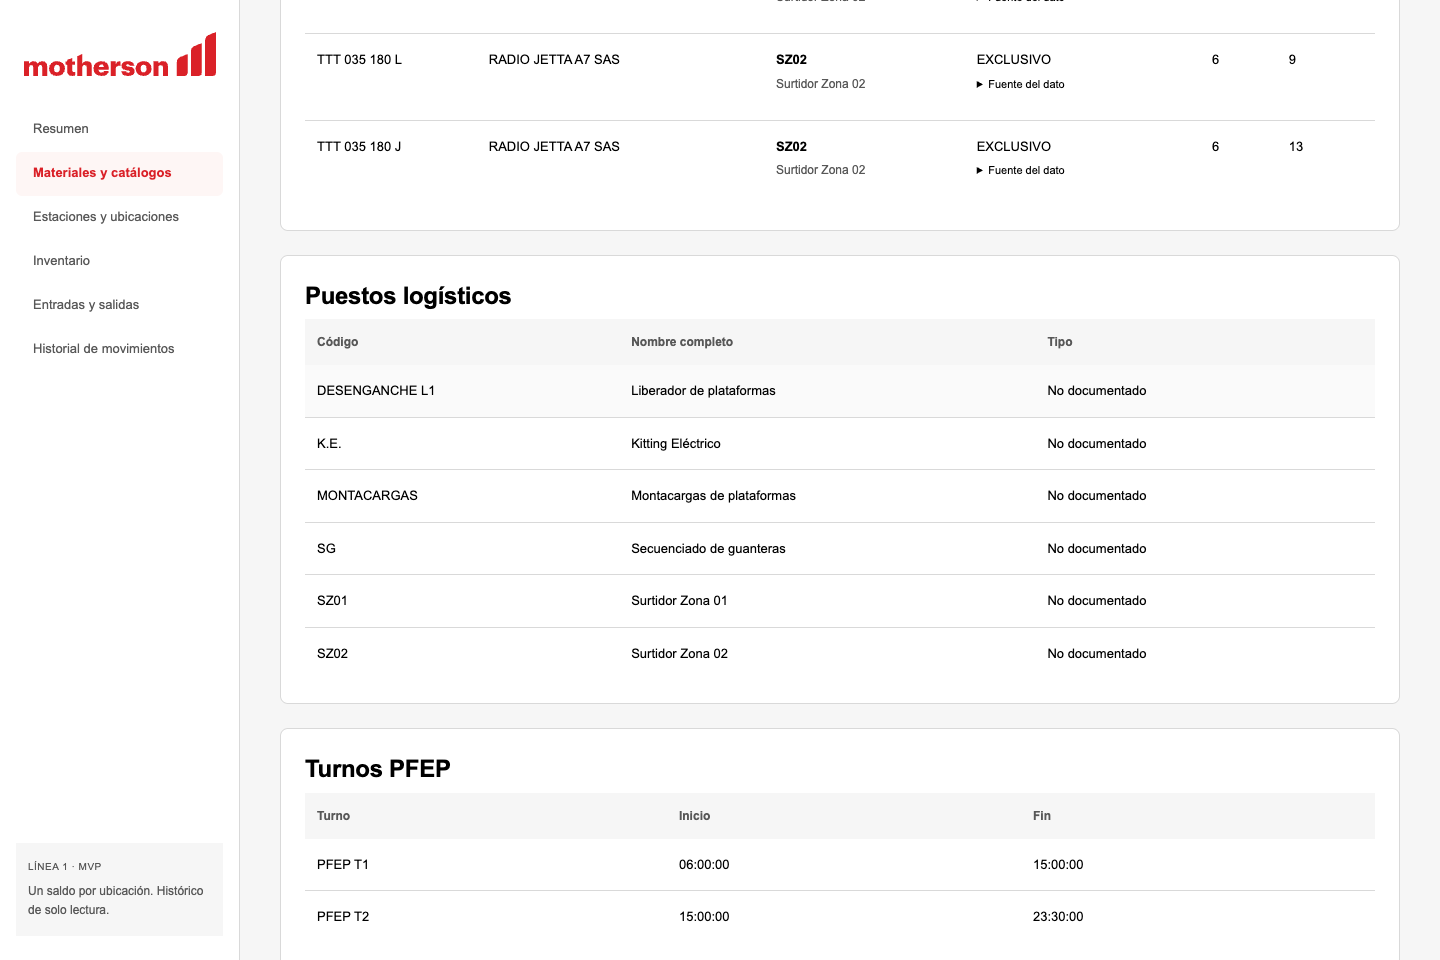 motherson
Resumen
Materiales y catálogos
Estaciones y ubicaciones
Inventario
Entradas y salidas
Historial de movimientos
LÍNEA 1 · MVP
Un saldo por ubicación. Histórico
de solo lectura.
Surtidor Zona 02 ► Fuente del dato
TTT 035 180 L RADIO JETTA A7 SAS SZ02 EXCLUSIVO 6 9
Surtidor Zona 02 ► Fuente del dato
TTT 035 180 J RADIO JETTA A7 SAS SZ02 EXCLUSIVO 6 13
Surtidor Zona 02 ► Fuente del dato
Puestos logísticos
Código Nombre completo Tipo
DESENGANCHE L1 Liberador de plataformas No documentado
K.E. Kitting Eléctrico No documentado
MONTACARGAS Montacargas de plataformas No documentado
SG Secuenciado de guanteras No documentado
SZ01 Surtidor Zona 01 No documentado
SZ02 Surtidor Zona 02 No documentado
Turnos PFEP
Turno Inicio Fin
PFEP T1 06:00:00 15:00:00
PFEP T2 15:00:00 23:30:00